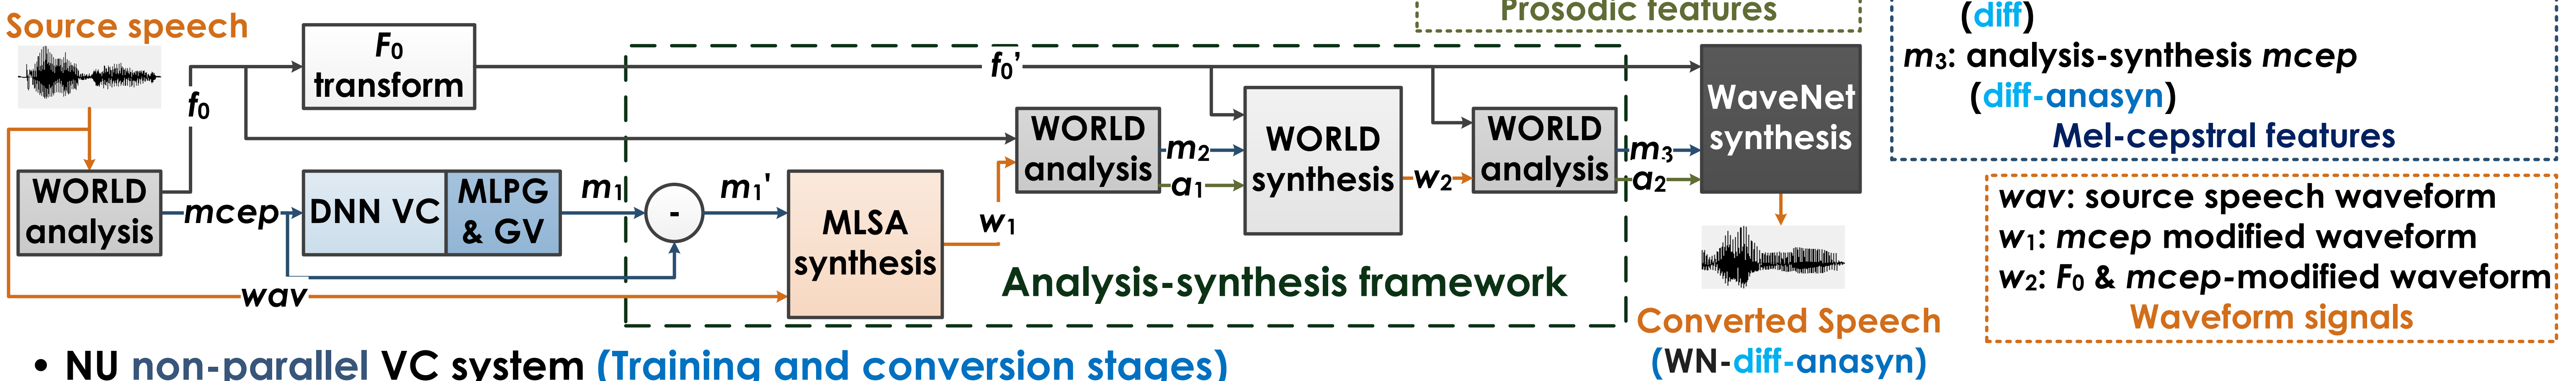 Source speech
F₀
transform
f₀
WORLD
analysis
mcep
DNN VC
MLPG
& GV
m₁
-
m₁'
wav
MLSA
synthesis
w₁
f₀'
WORLD
analysis
m₂
a₁
WORLD
synthesis
w₂
WORLD
analysis
m₃
a₂
Analysis-synthesis framework
WaveNet
synthesis
Converted Speech
(WN-diff-anasyn)
Prosodic features
(diff)
m₃: analysis-synthesis mcep
(diff-anasyn)
Mel-cepstral features
wav: source speech waveform
w₁: mcep modified waveform
w₂: F₀ & mcep-modified waveform
Waveform signals
• NU non-parallel VC system (Training and conversion stages)